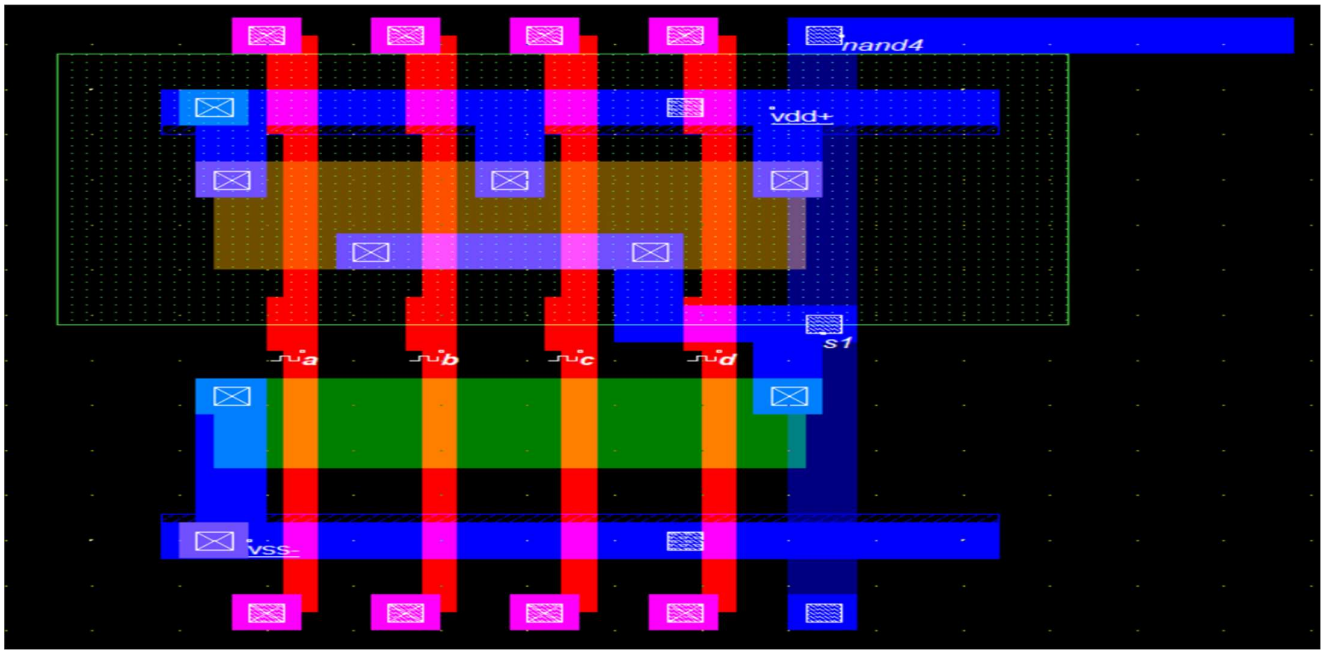 nand4
vdd+
s1
a b c d
vss-